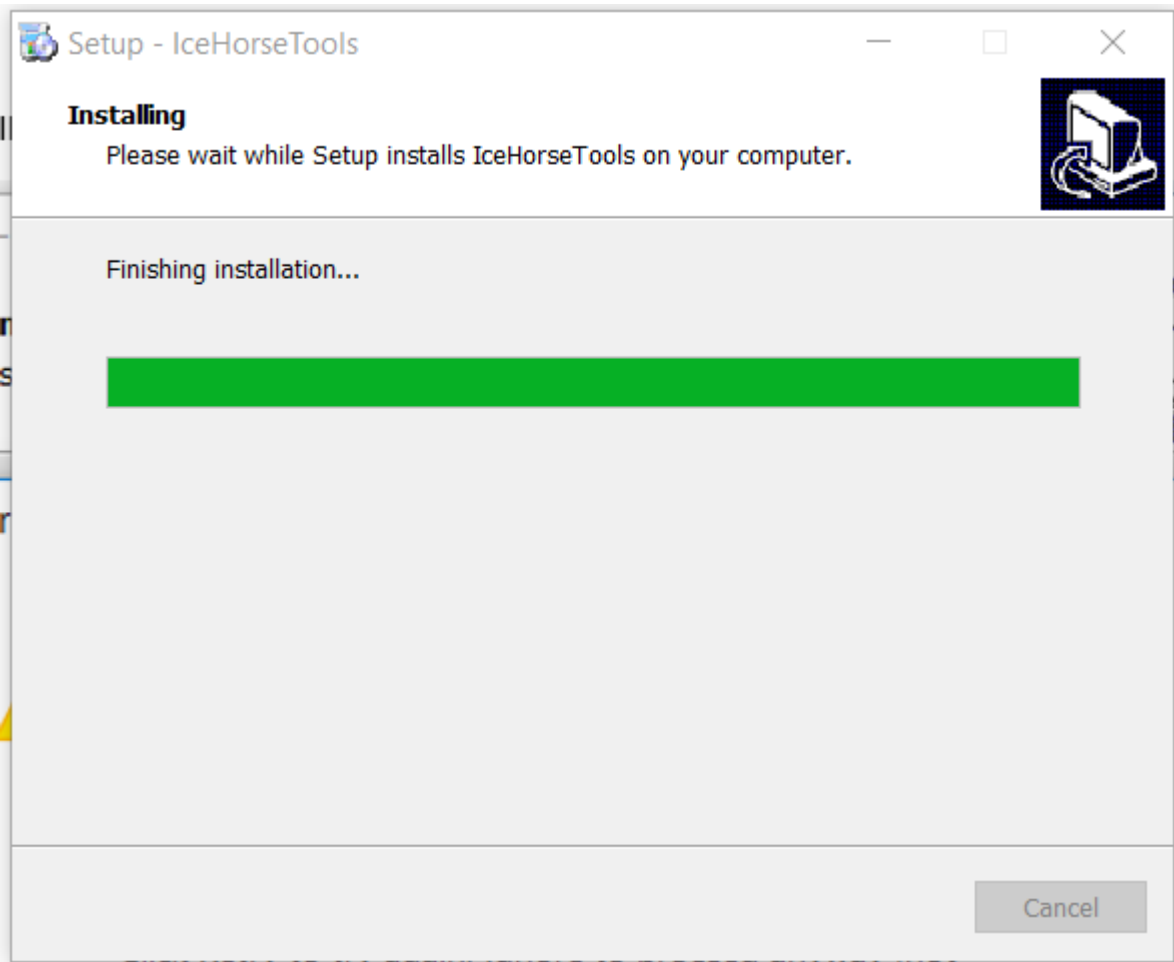 Setup - IceHorseTools
Installing
Please wait while Setup installs IceHorseTools on your computer.
Finishing installation...
Cancel